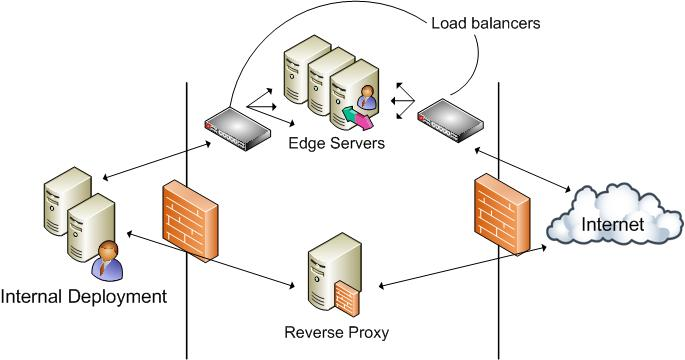 Load balancers
Edge Servers
Internet
Internal Deployment
Reverse Proxy